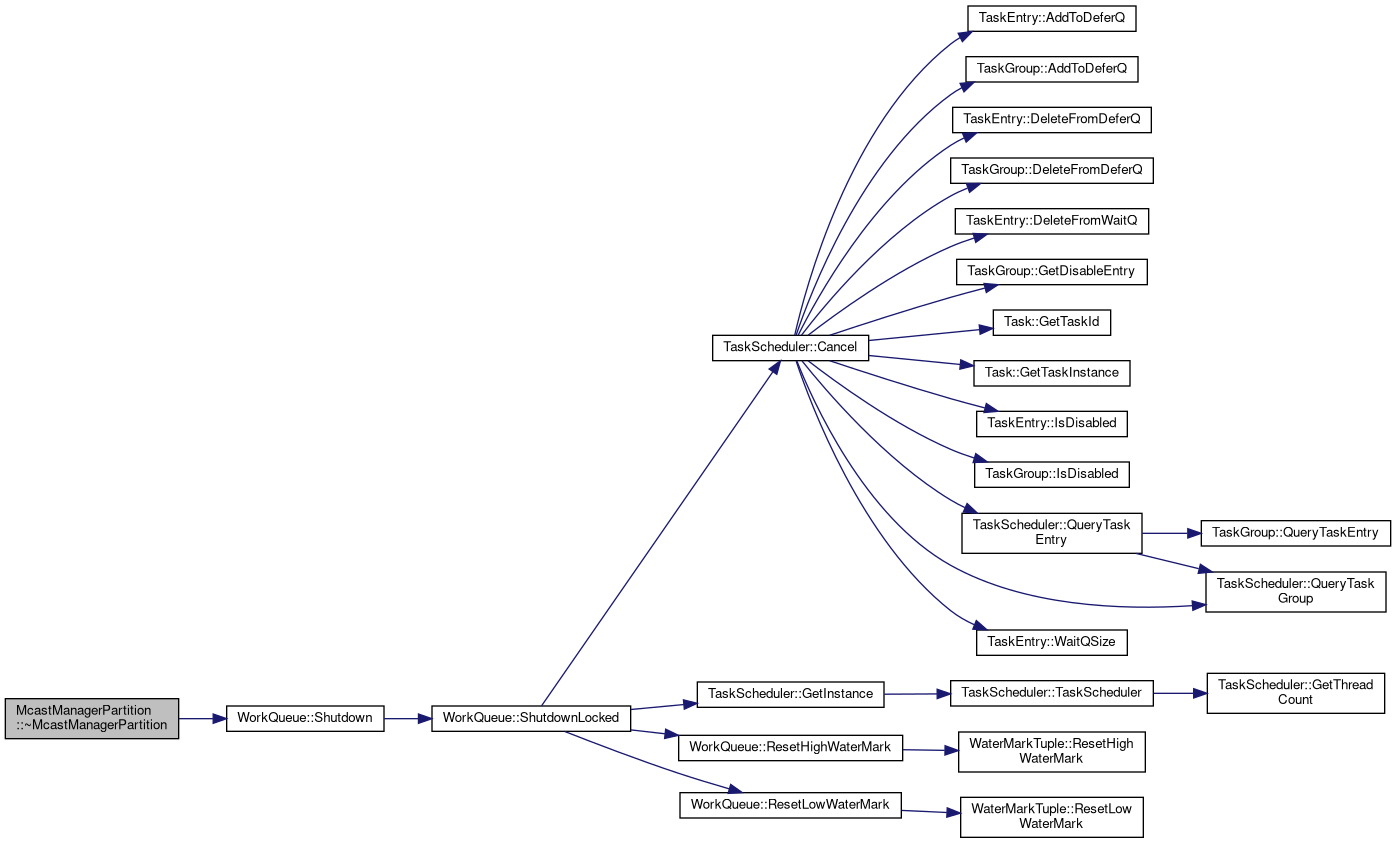 TaskEntry::AddToDeferQ
TaskGroup::AddToDeferQ
TaskEntry::DeleteFromDeferQ
TaskGroup::DeleteFromDeferQ
TaskEntry::DeleteFromWaitQ
TaskGroup::GetDisableEntry
Task::GetTaskId
TaskScheduler::Cancel
Task::GetTaskInstance
TaskEntry::IsDisabled
TaskGroup::IsDisabled
TaskScheduler::QueryTask
Entry
TaskGroup::QueryTaskEntry
TaskScheduler::QueryTask
Group
TaskEntry::WaitQSize
McastManagerPartition
::~McastManagerPartition
WorkQueue::Shutdown
WorkQueue::ShutdownLocked
TaskScheduler::GetInstance
TaskScheduler::TaskScheduler
TaskScheduler::GetThread
Count
WorkQueue::ResetHighWaterMark
WaterMarkTuple::ResetHigh
WaterMark
WorkQueue::ResetLowWaterMark
WaterMarkTuple::ResetLow
WaterMark